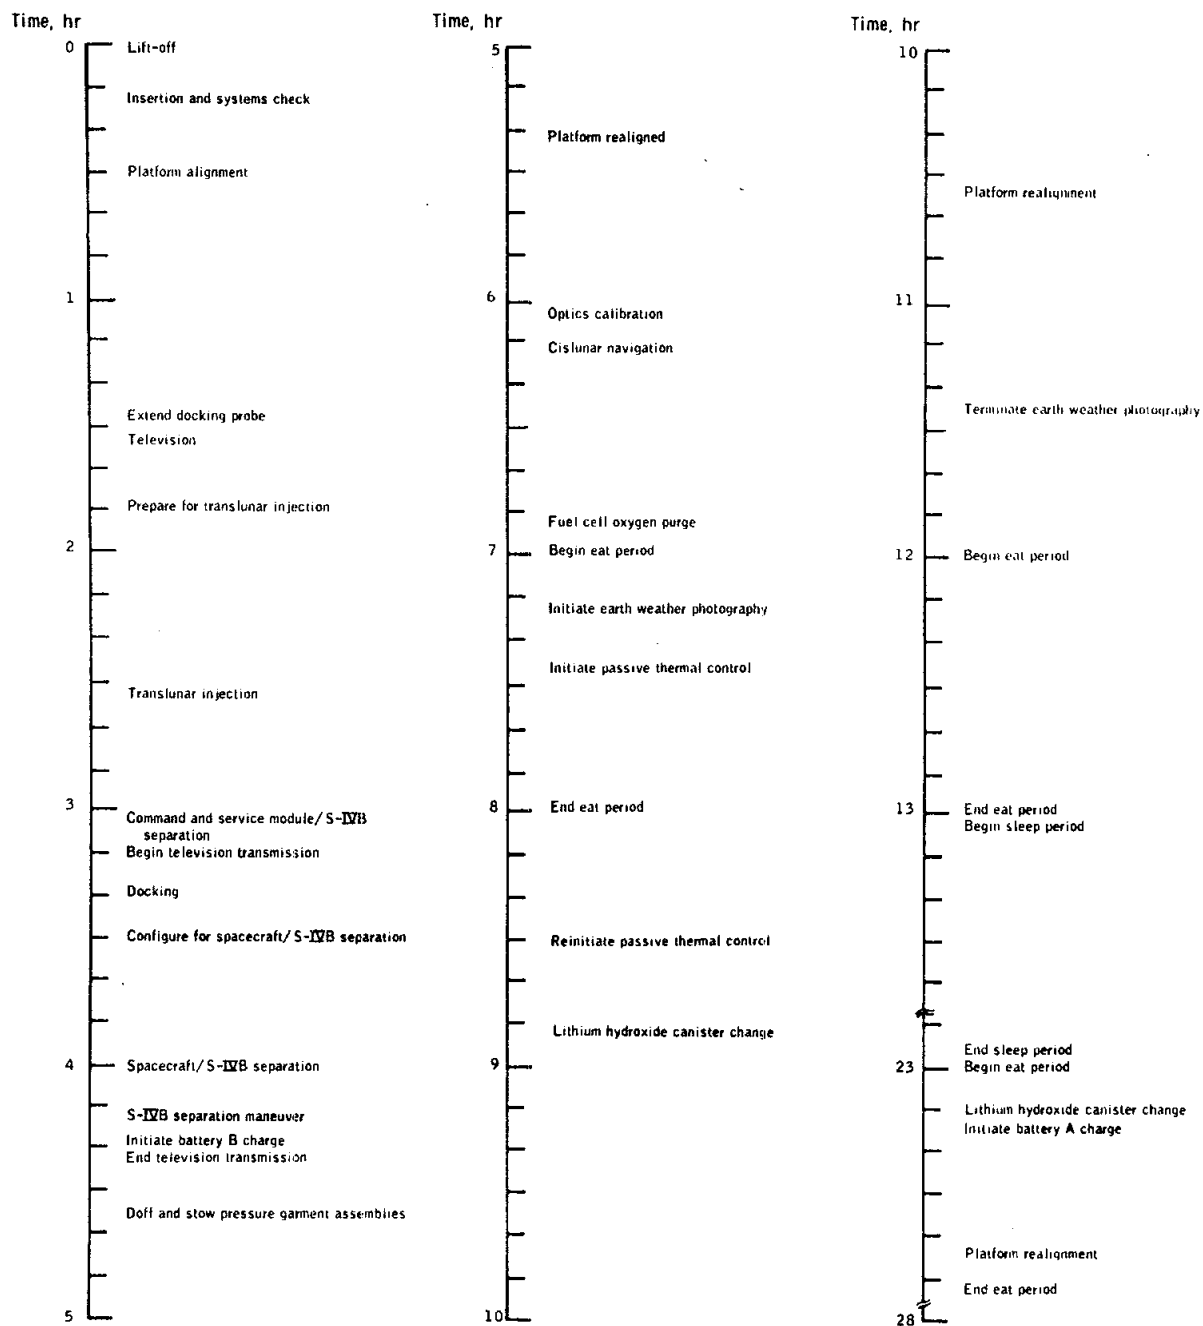 Time, hr
0 Lift-off
Insertion and systems check
Platform alignment
1
Extend docking probe
Television
Prepare for translunar injection
2
Translunar injection
3
Command and service module/S-IVB
separation
Begin television transmission
Docking
Configure for spacecraft/S-IVB separation
4 Spacecraft/S-IVB separation
S-IVB separation maneuver
Initiate battery B charge
End television transmission
Doff and stow pressure garment assemblies
5
Time, hr
5
Platform realigned
6
Optics calibration
Cislunar navigation
Fuel cell oxygen purge
7 Begin eat period
Initiate earth weather photography
Initiate passive thermal control
8 End eat period
Reinitiate passive thermal control
Lithium hydroxide canister change
9
10
Time, hr
10
Platform realignment
11
Terminate earth weather photography
12 Begin eat period
13 End eat period
Begin sleep period
End sleep period
23 Begin eat period
Lithium hydroxide canister change
Initiate battery A charge
Platform realignment
End eat period
28